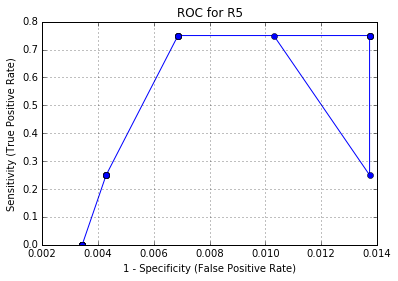 ROC for R5
Sensitivity (True Positive Rate)
0.8
0.7
0.6
0.5
0.4
0.3
0.2
0.1
0.0
0.002 0.004 0.006 0.008 0.010 0.012 0.014
1 - Specificity (False Positive Rate)